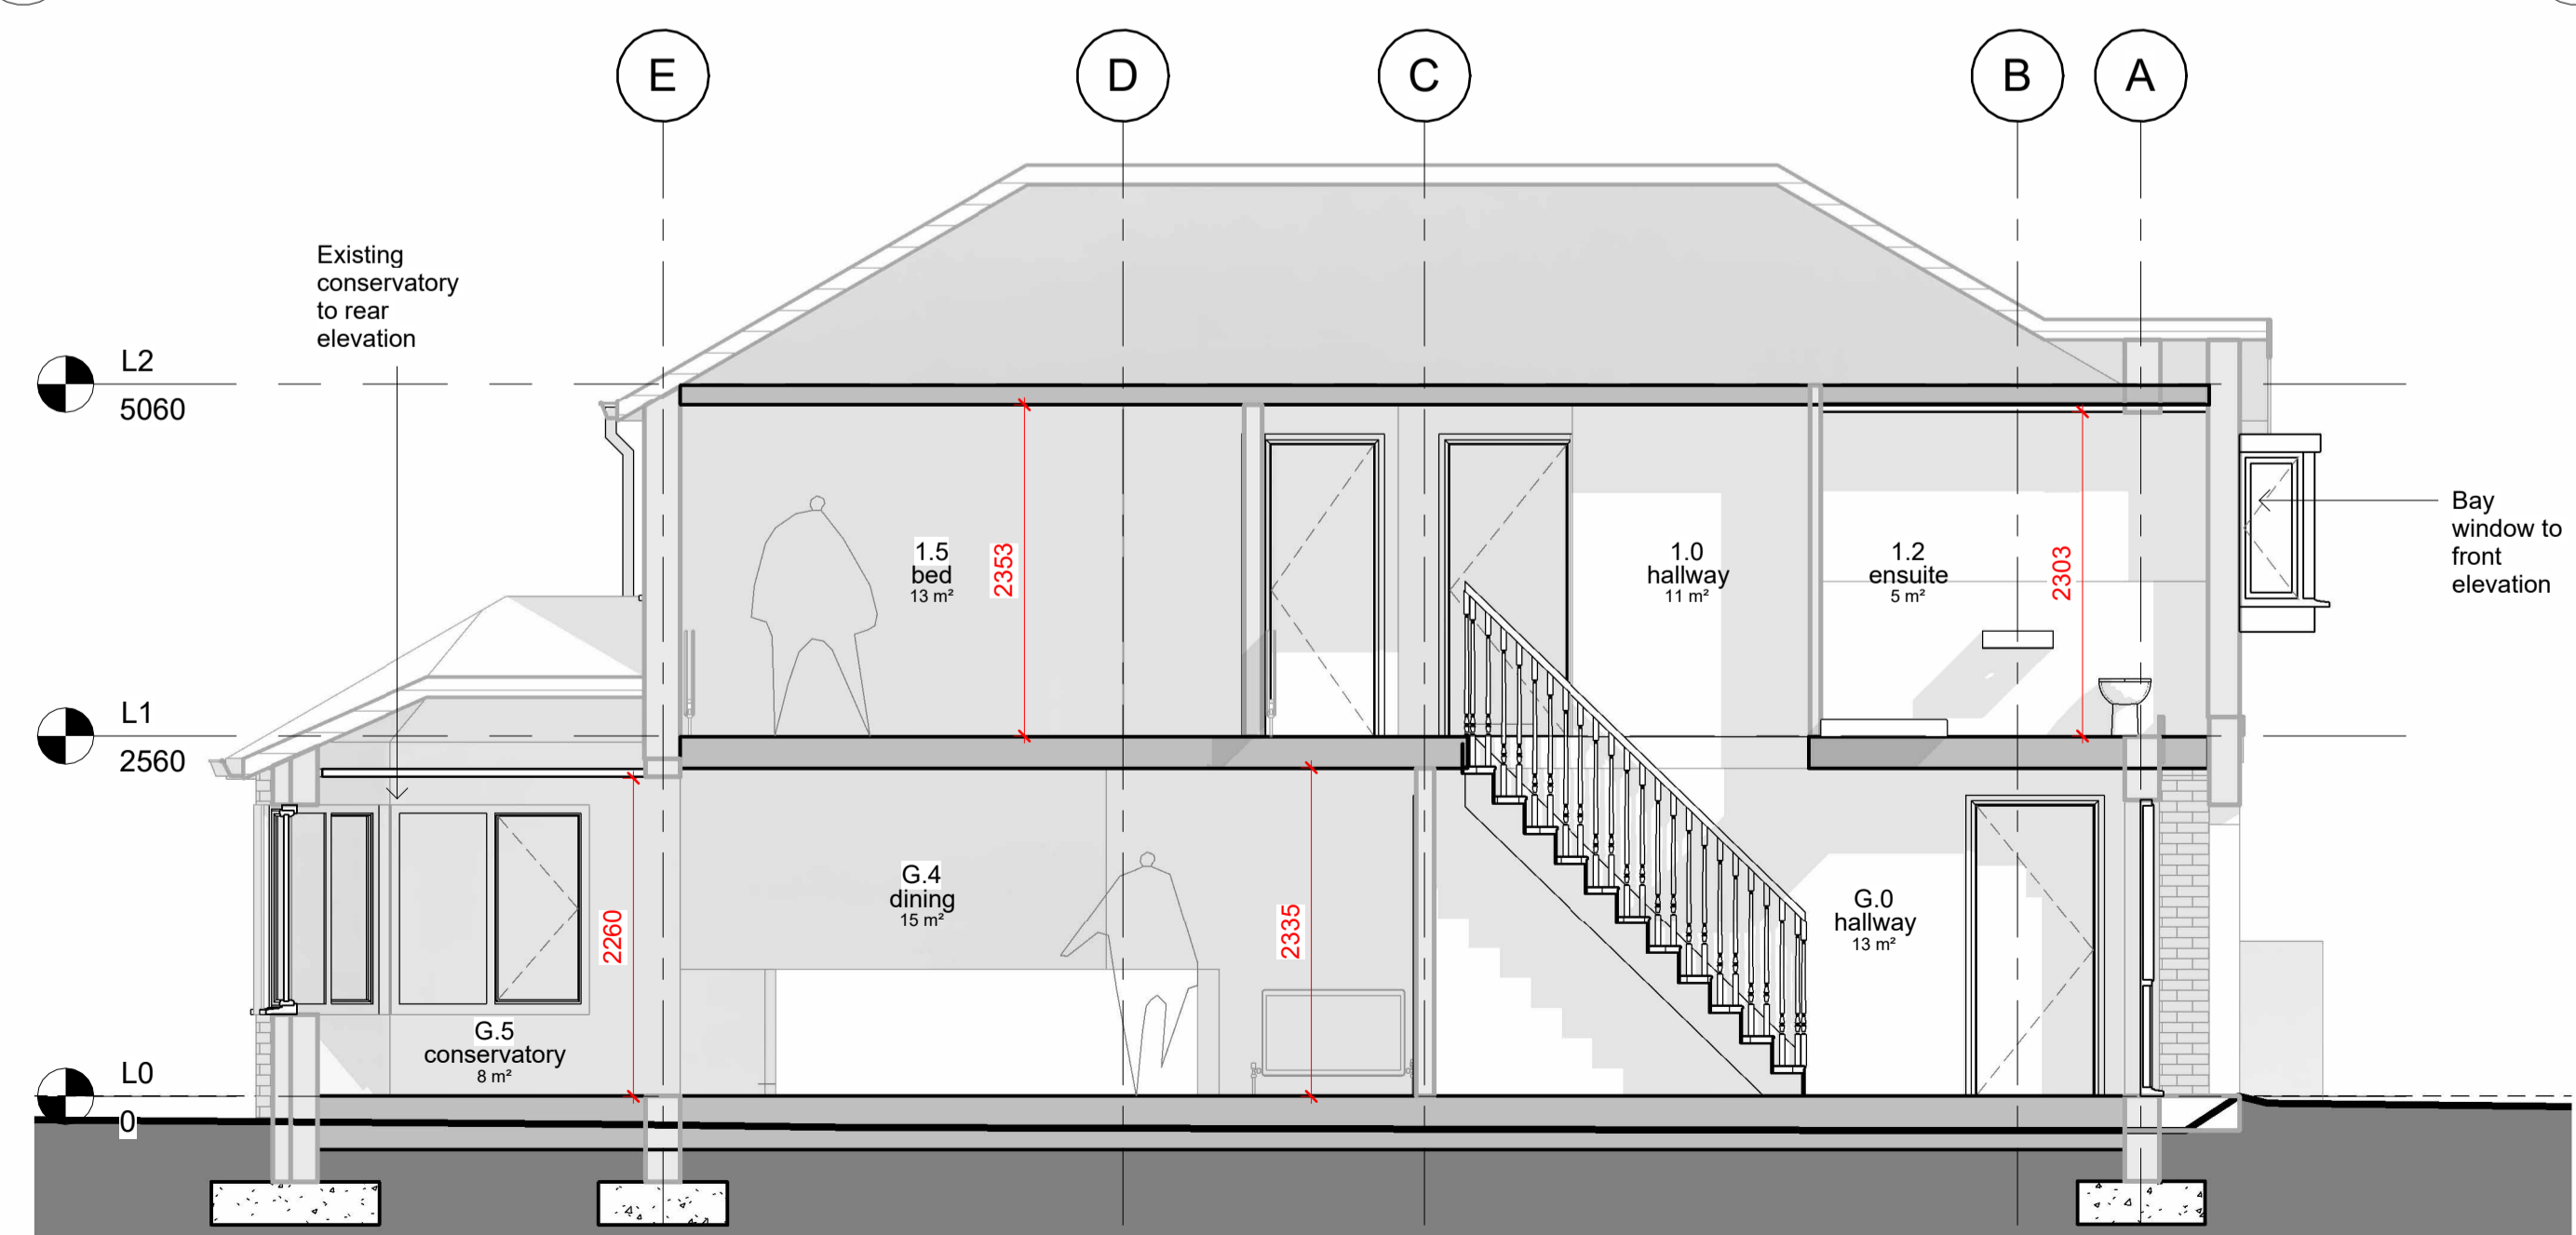 E
D
C
B
A
Existing
conservatory
to rear
elevation
L2
5060
Bay
window to
front
elevation
1.5
bed
13 m²
2353
1.0
hallway
11 m²
1.2
ensuite
5 m²
2303
L1
2560
G.4
dining
15 m²
2260
2335
G.0
hallway
13 m²
G.5
conservatory
8 m²
L0
0